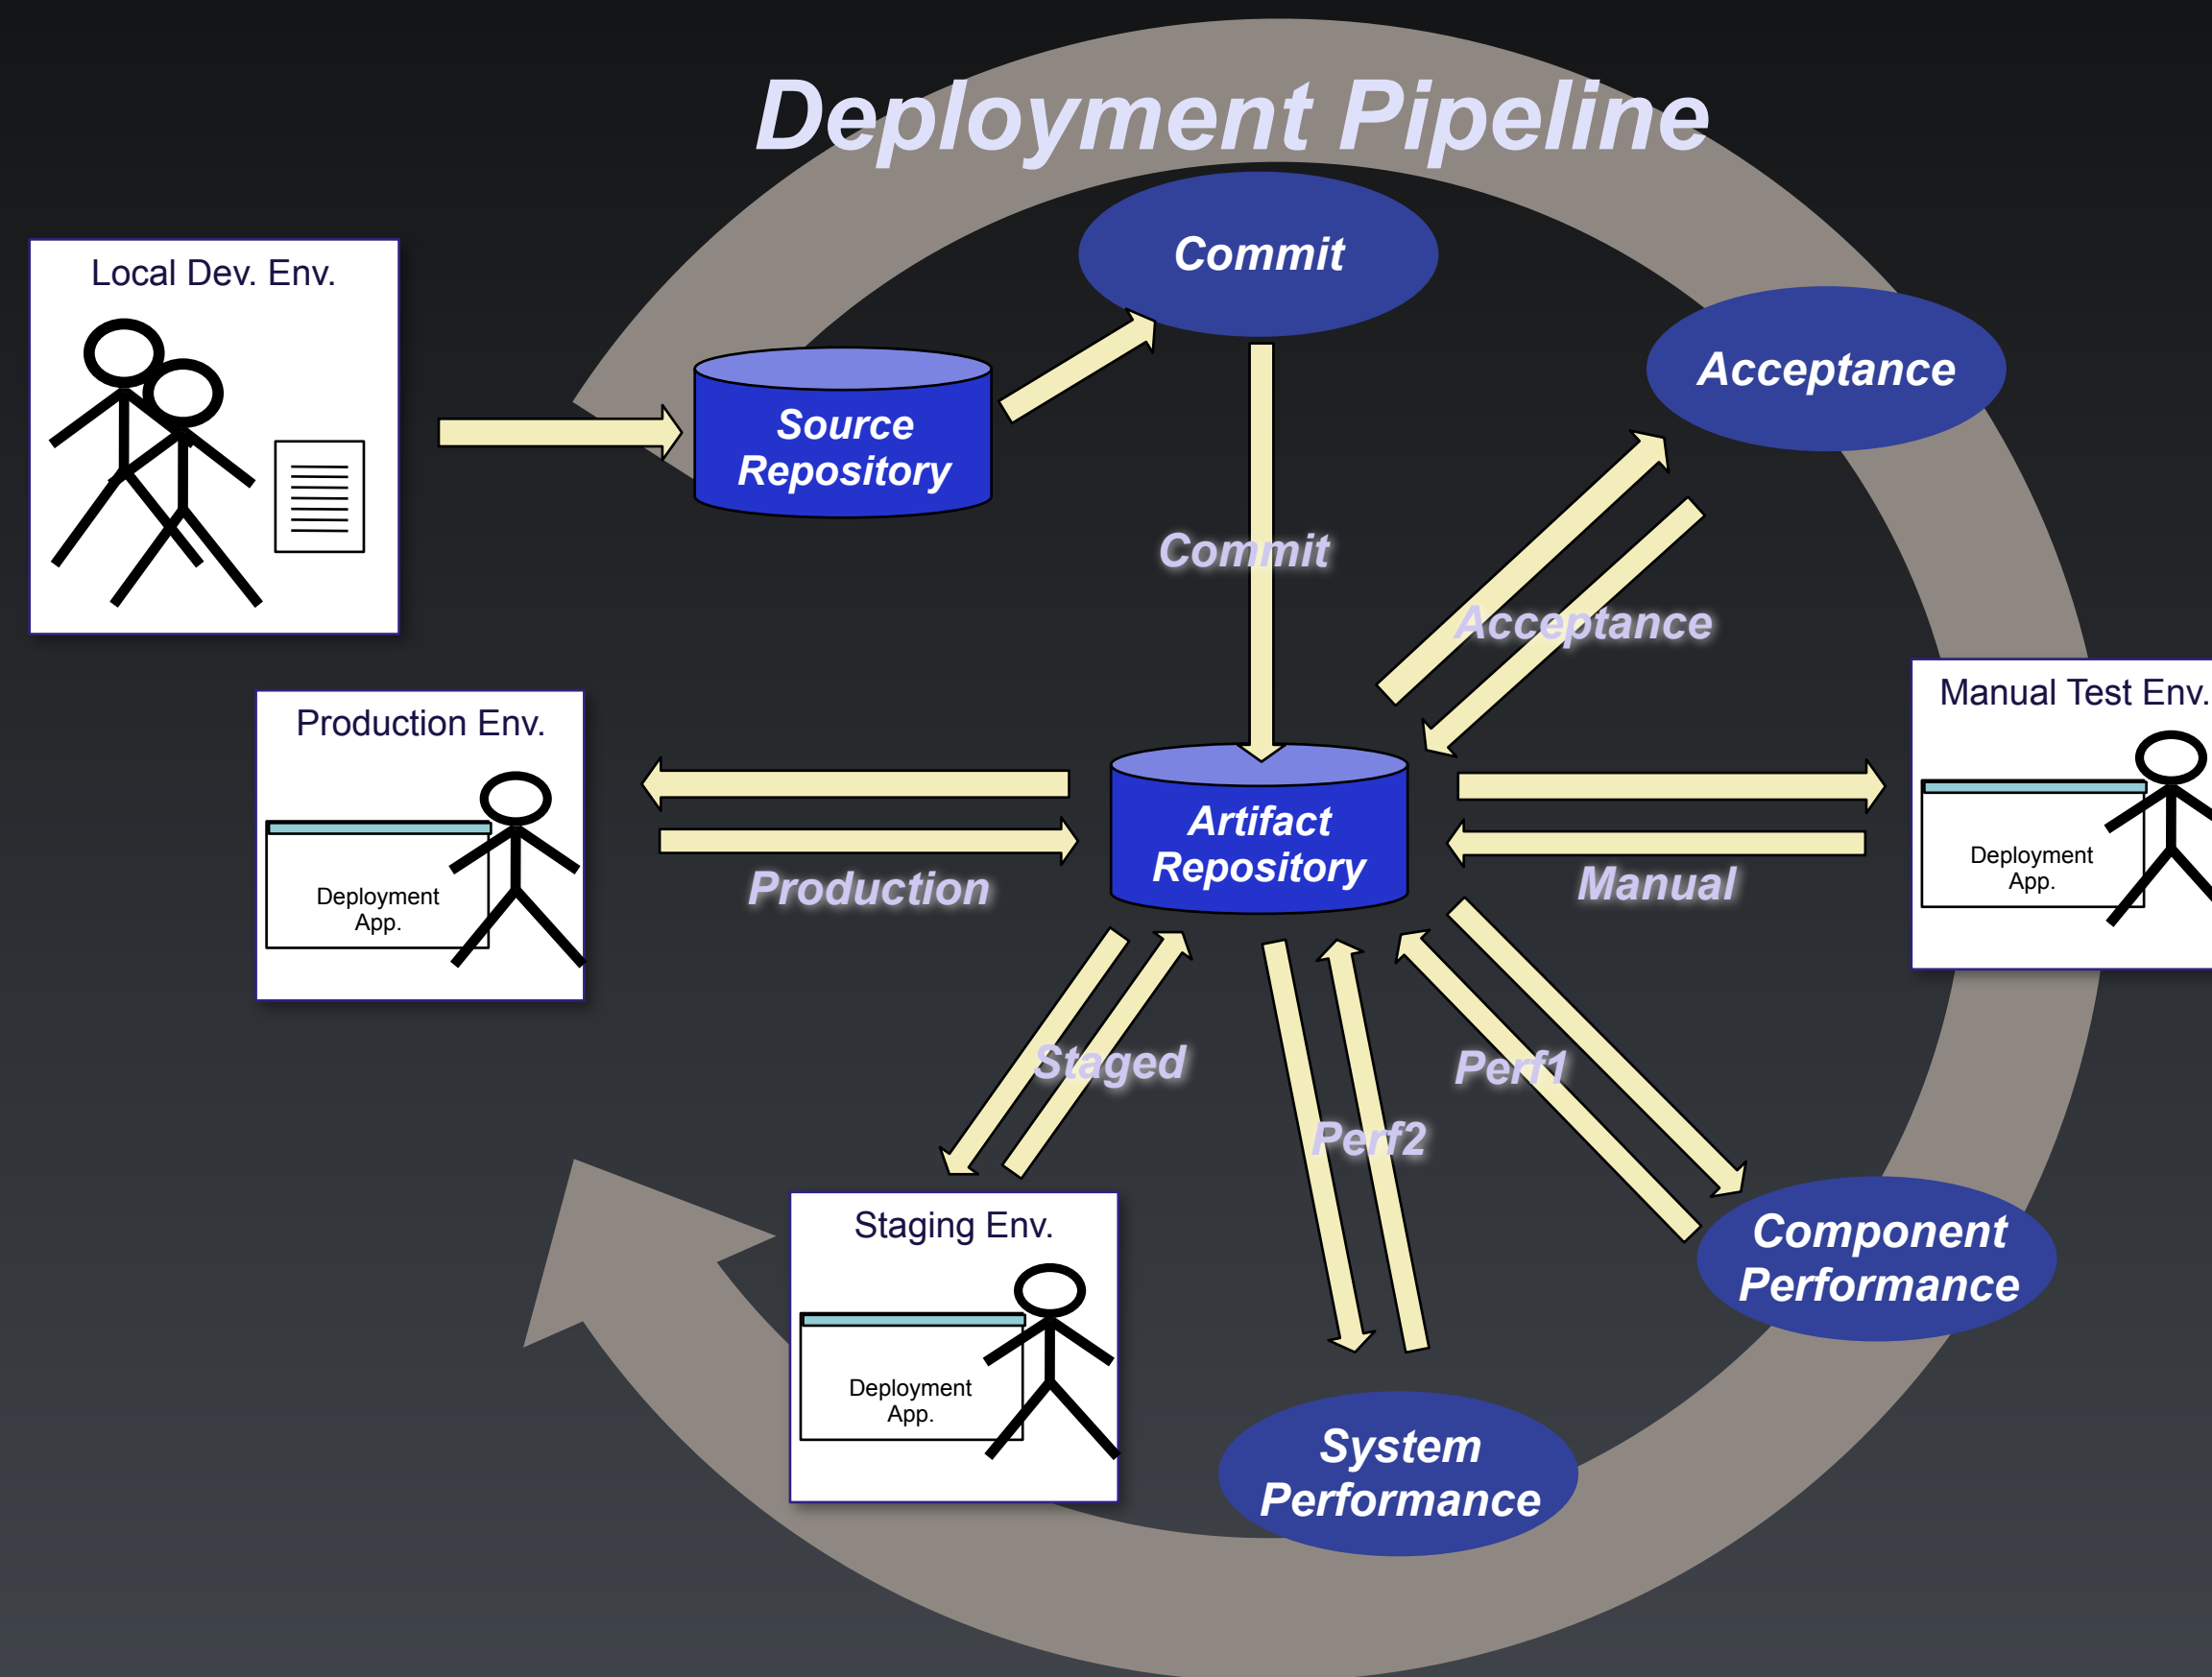 Deployment Pipeline
Commit
Local Dev. Env.
Acceptance
Source
Repository
Commit
Acceptance
Production Env.
Manual Test Env.
Artifact
Repository
Deployment
App.
Deployment
App.
Production
Manual
Staged
Perf1
Perf2
Staging Env.
Component
Performance
Deployment
App.
System
Performance